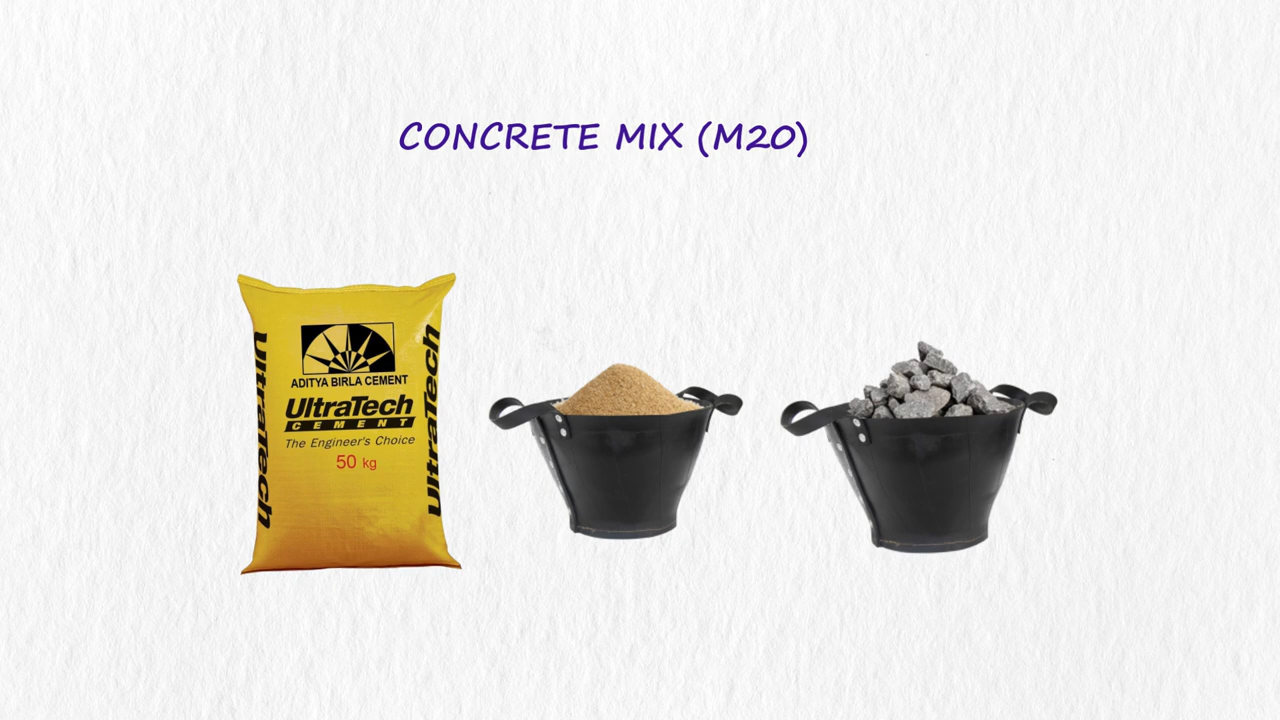 CONCRETE MIX (M20)
UltraTech
ADITYA BIRLA CEMENT
UltraTech
CEMENT
The Engineer's Choice
50 kg
UltraTech